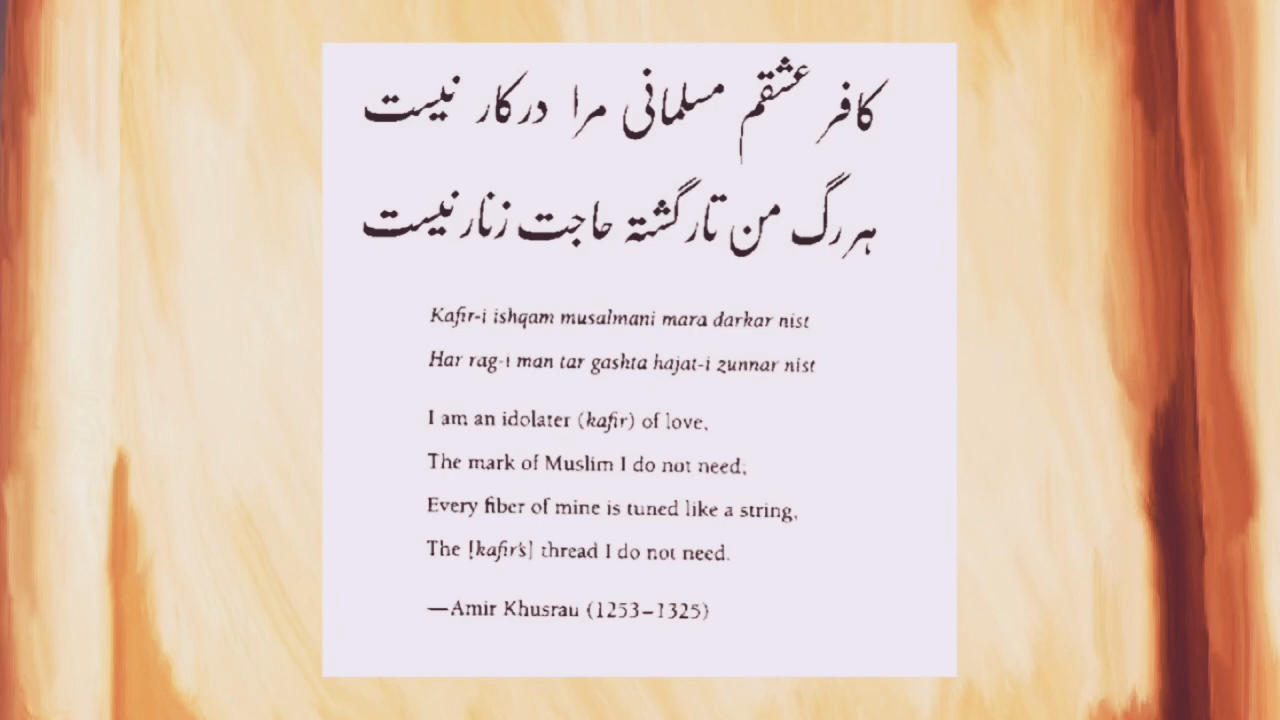 کافر عشقم مسلمانی مرا درکار نیست
ہر رگ من تار گشتہ حاجت زنار نیست
Kafir-i ishqam musalmani mara darkar nist
Har rag-i man tar gashta hajat-i zunnar nist
I am an idolater (kafir) of love,
The mark of Muslim I do not need;
Every fiber of mine is tuned like a string,
The [kafir's] thread I do not need.
—Amir Khusrau (1253–1325)